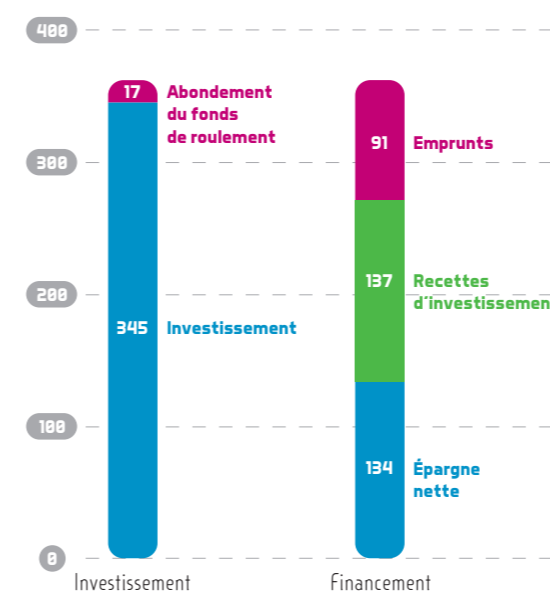 400
17
Abondement
du fonds
de roulement
91
Emprunts
300
137
Recettes
d'investissemen
200
345
Investissement
100
134
Épargne
nette
0
Investissement
Financement